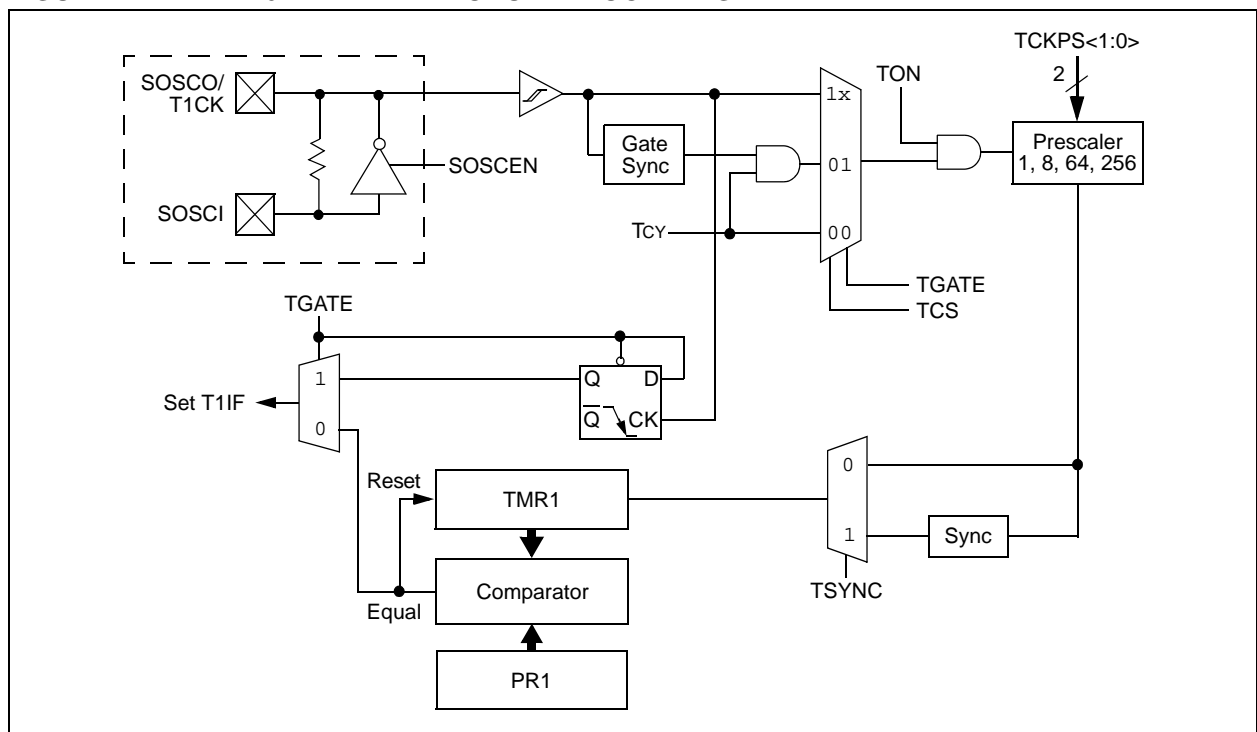 TCKPS<1:0>
2
SOSCO/
T1CK
TON
1x
Prescaler
1, 8, 64, 256
Gate
Sync
01
SOSCEN
SOSCI
TCY
00
TGATE
TCS
TGATE
1
Q
D
Set T1IF
Q
CK
0
Reset
TMR1
0
1
Sync
Equal
Comparator
TSYNC
PR1